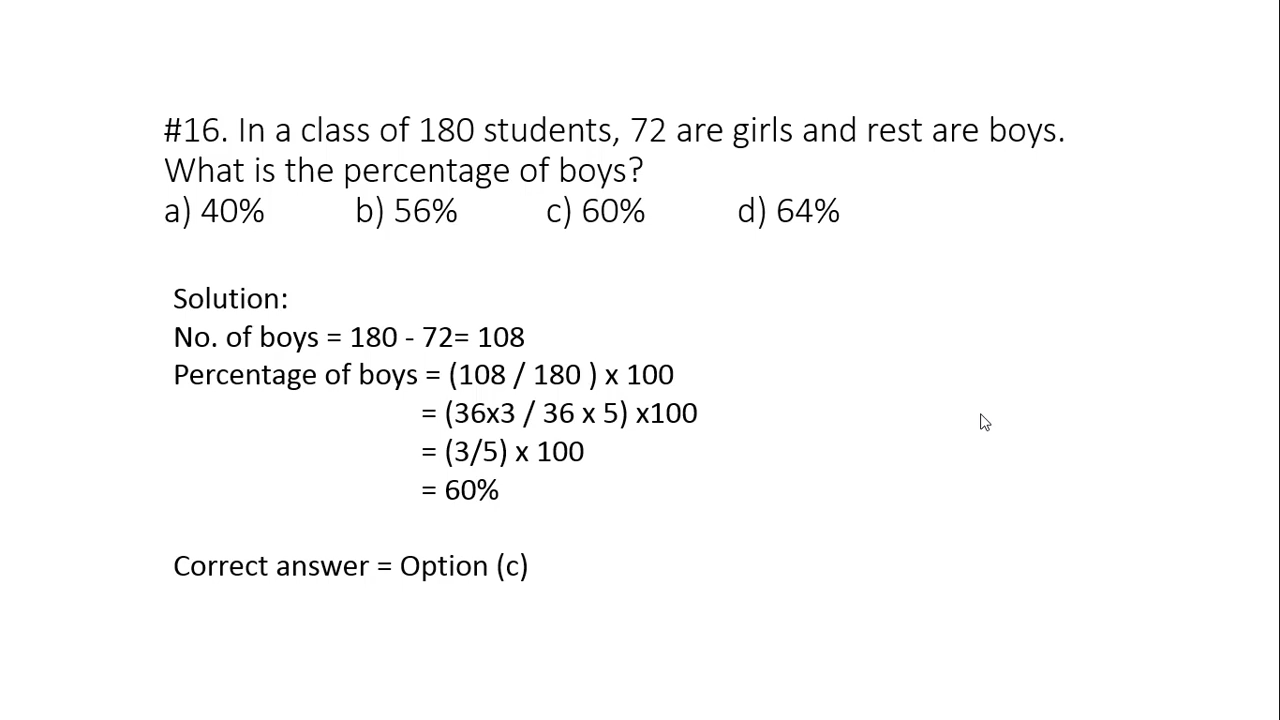 #16. In a class of 180 students, 72 are girls and rest are boys.
What is the percentage of boys?
a) 40% b) 56% c) 60% d) 64%
Solution:
No. of boys = 180 - 72= 108
Percentage of boys = (108 / 180 ) x 100
= (36x3 / 36 x 5) x100
= (3/5) x 100
= 60%
Correct answer = Option (c)